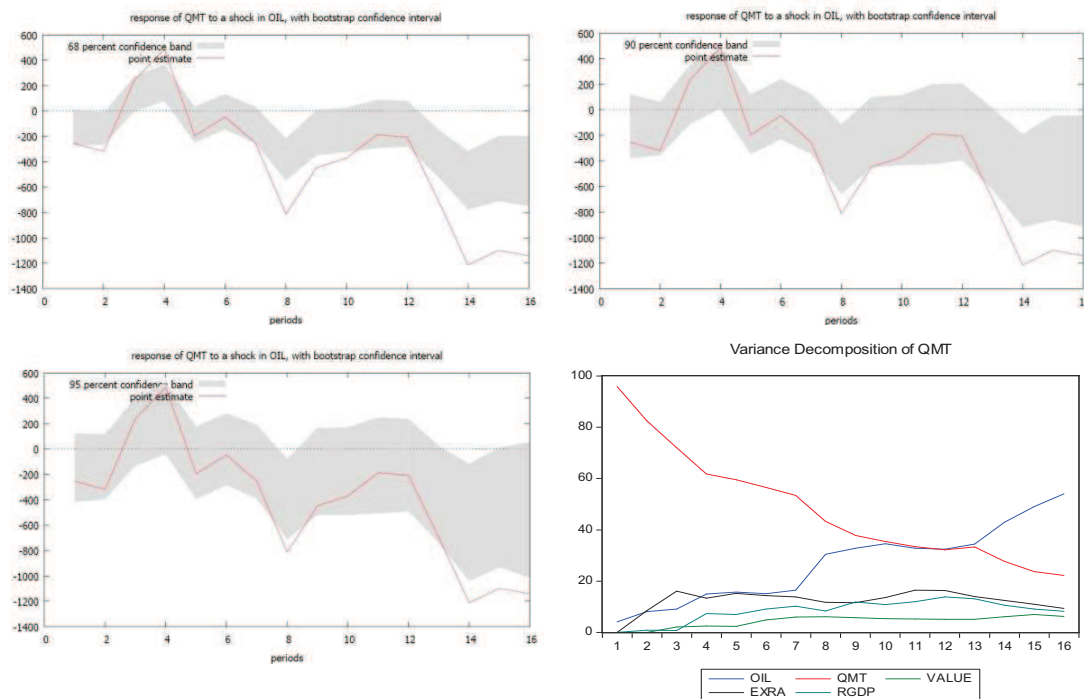 response of QMT to a shock in OIL, with bootstrap confidence interval
600
400
200
0
-200
-400
-600
-800
-1000
-1200
-1400
68 percent confidence band
point estimate
0 2 4 6 8 10 12 14 16
periods
response of QMT to a shock in OIL, with bootstrap confidence interval
600
400
200
0
-200
-400
-600
-800
-1000
-1200
-1400
90 percent confidence band
point estimate
0 2 4 6 8 10 12 14 1
periods
response of QMT to a shock in OIL, with bootstrap confidence interval
600
400
200
0
-200
-400
-600
-800
-1000
-1200
-1400
95 percent confidence band
point estimate
0 2 4 6 8 10 12 14 16
periods
Variance Decomposition of QMT
100
80
60
40
20
0
1 2 3 4 5 6 7 8 9 10 11 12 13 14 15 16
OIL QMT VALUE
EXRA RGDP